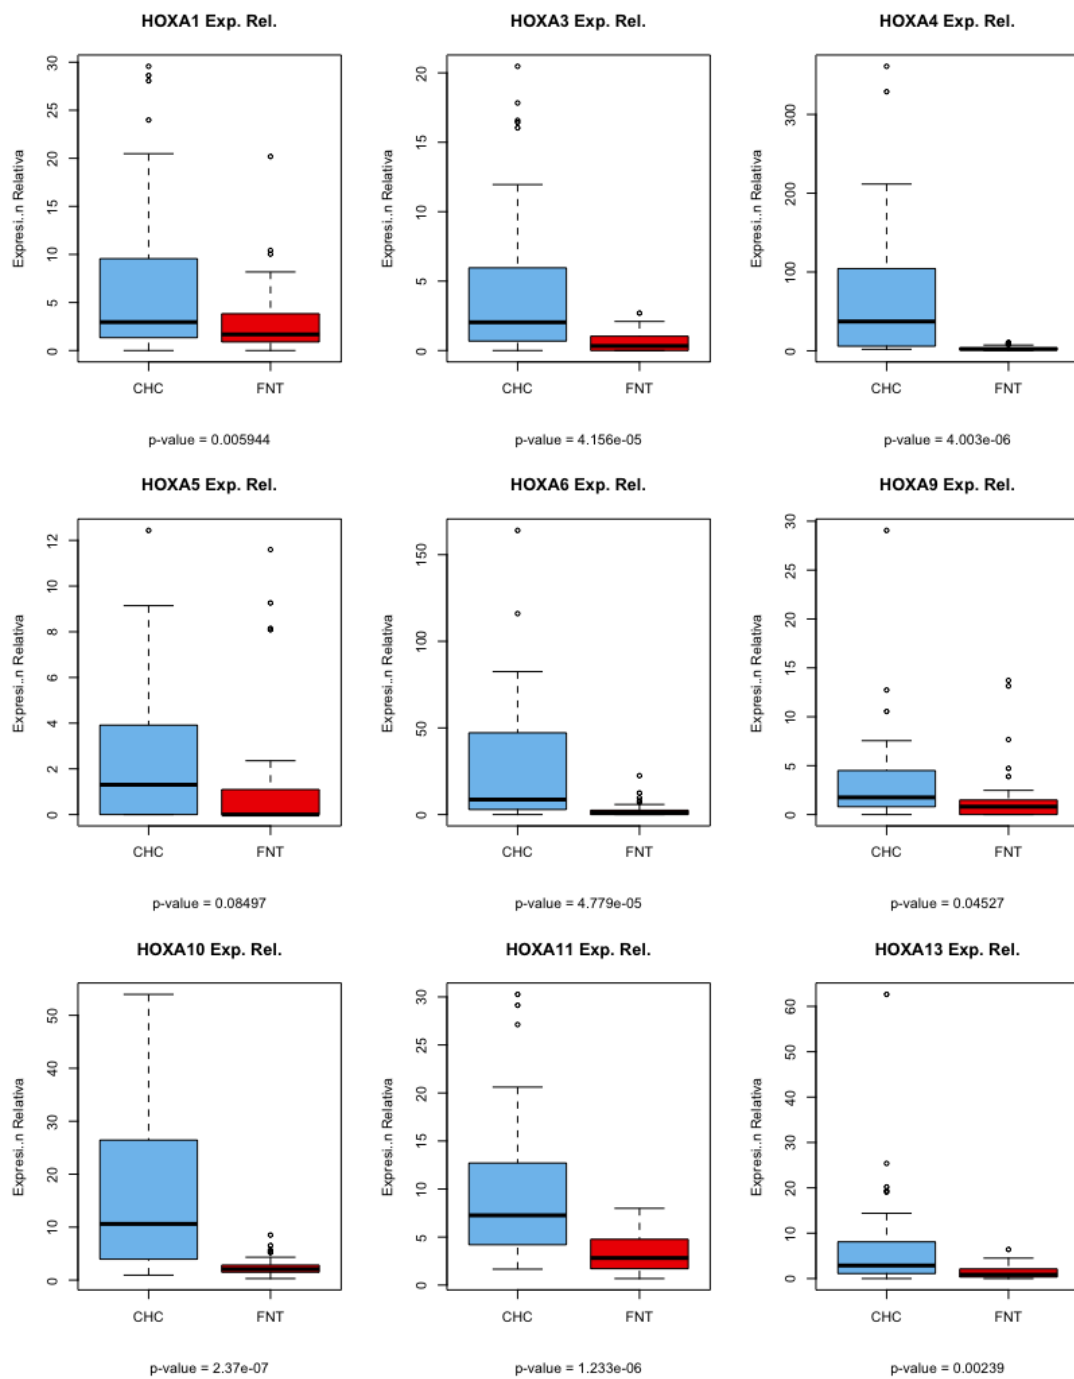 HOXA1 Exp. Rel.
Expresi..n Relativa
0 5 10 15 20 25 30
CHC FNT
p-value = 0.005944
HOXA3 Exp. Rel.
Expresi..n Relativa
0 5 10 15 20
CHC FNT
p-value = 4.156e-05
HOXA4 Exp. Rel.
Expresi..n Relativa
0 100 200 300
CHC FNT
p-value = 4.003e-06
HOXA5 Exp. Rel.
Expresi..n Relativa
0 2 4 6 8 10 12
CHC FNT
p-value = 0.08497
HOXA6 Exp. Rel.
Expresi..n Relativa
0 50 100 150
CHC FNT
p-value = 4.779e-05
HOXA9 Exp. Rel.
Expresi..n Relativa
0 5 10 15 20 25 30
CHC FNT
p-value = 0.04527
HOXA10 Exp. Rel.
Expresi..n Relativa
0 10 20 30 40 50
CHC FNT
p-value = 2.37e-07
HOXA11 Exp. Rel.
Expresi..n Relativa
0 5 10 15 20 25 30
CHC FNT
p-value = 1.233e-06
HOXA13 Exp. Rel.
Expresi..n Relativa
0 10 20 30 40 50 60
CHC FNT
p-value = 0.00239